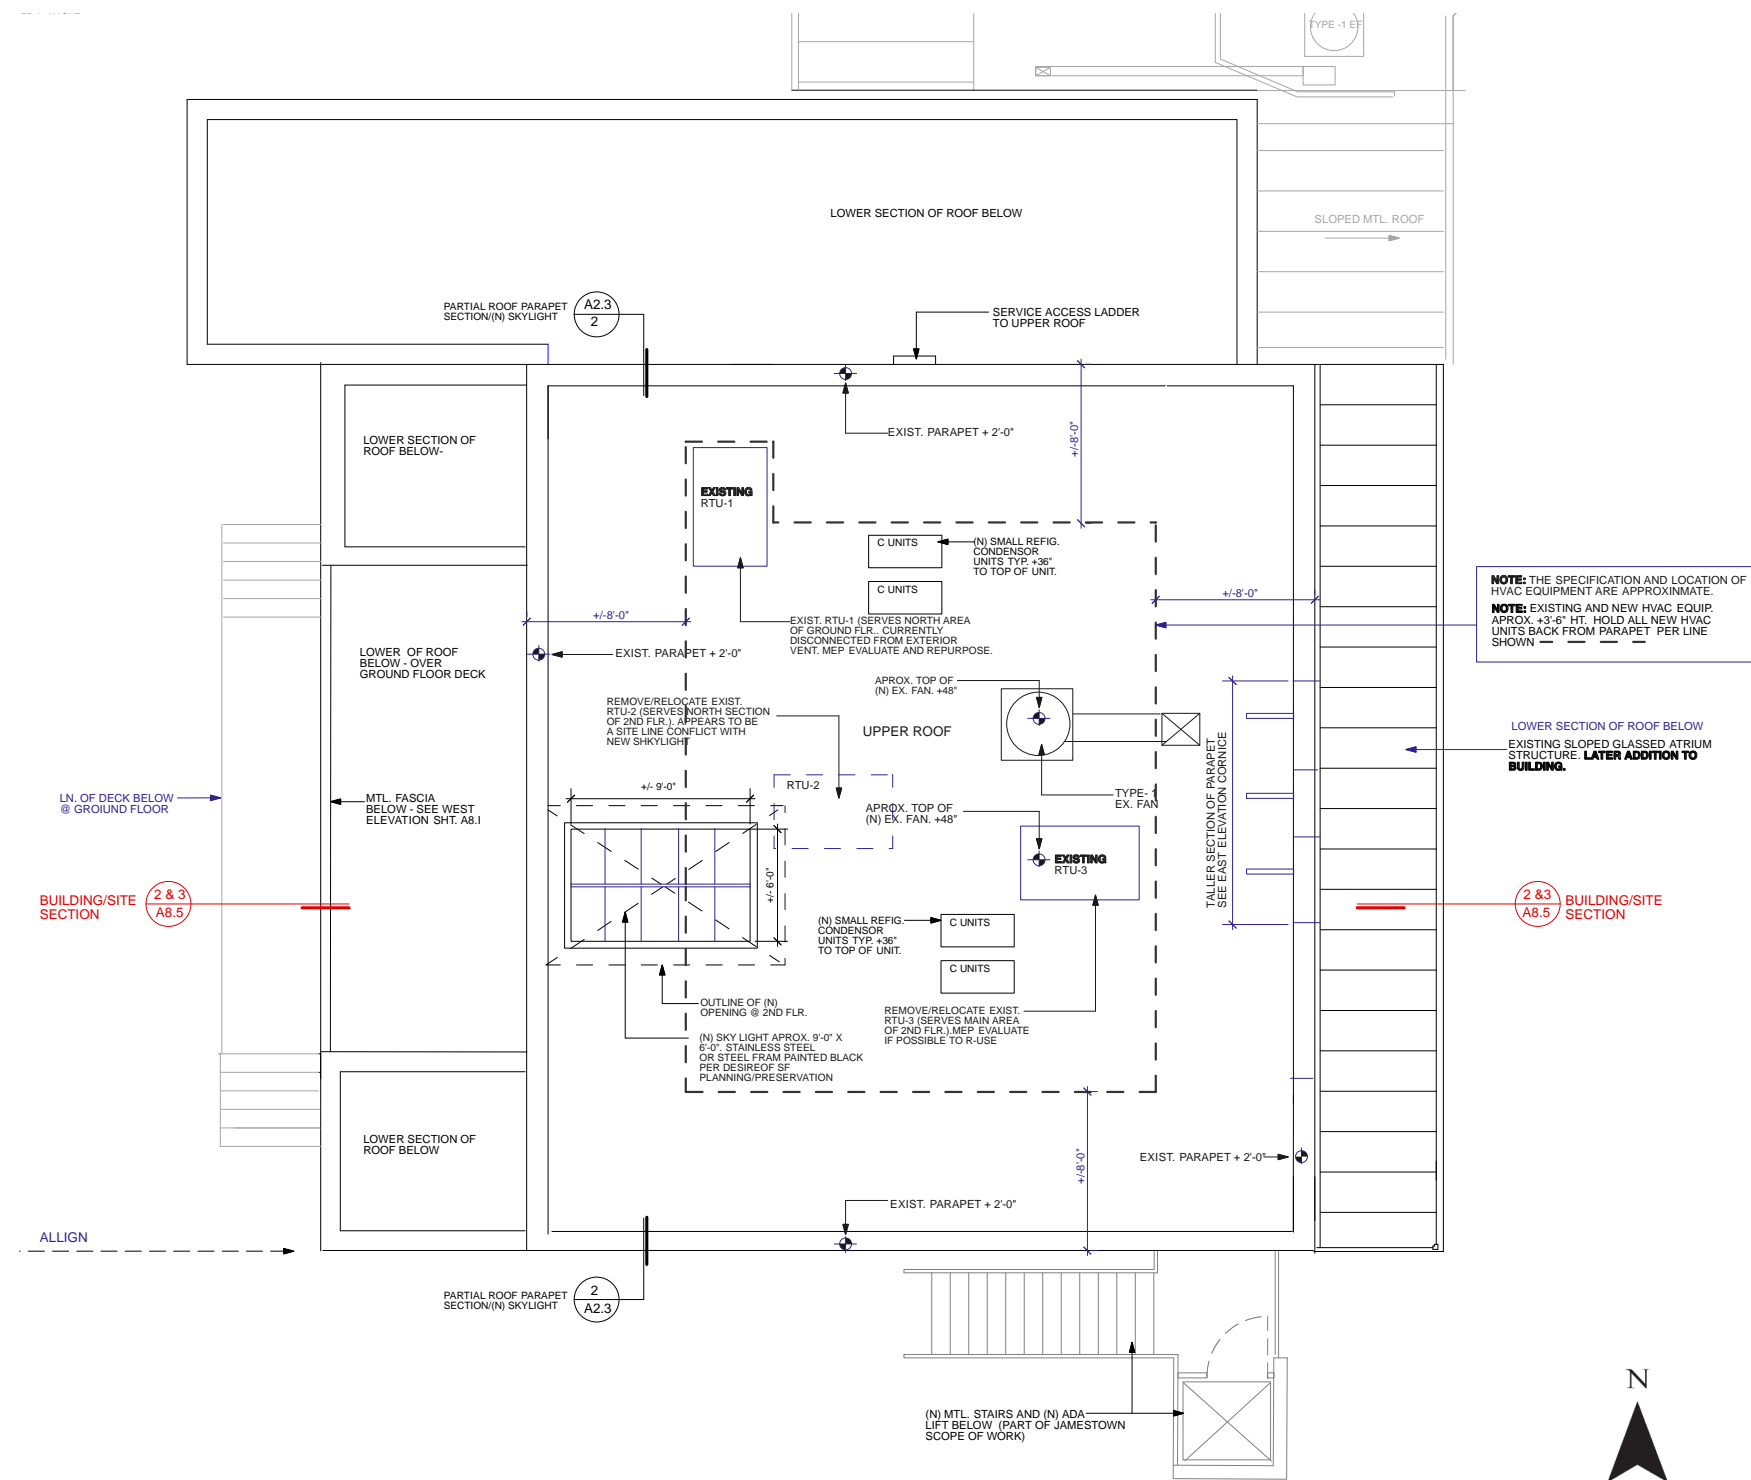 TYPE -1 EF
LOWER SECTION OF ROOF BELOW
SLOPED MTL. ROOF
PARTIAL ROOF PARAPET
SECTION/(N) SKYLIGHT
A2.3
2
SERVICE ACCESS LADDER
TO UPPER ROOF
LOWER SECTION OF
ROOF BELOW-
EXIST. PARAPET + 2'-0"
+/-8'-0"
EXISTING
RTU-1
C UNITS
(N) SMALL REFIG.
CONDENSOR
UNITS TYP. +36"
TO TOP OF UNIT.
C UNITS
+/-8'-0"
+/-8'-0"
NOTE: THE SPECIFICATION AND LOCATION OF
HVAC EQUIPMENT ARE APPROXINMATE.
NOTE: EXISTING AND NEW HVAC EQUIP.
APROX. +3'-6" HT. HOLD ALL NEW HVAC
UNITS BACK FROM PARAPET PER LINE
SHOWN
EXIST. RTU-1 (SERVES NORTH AREA
OF GROUND FLR.. CURRENTLY
DISCONNECTED FROM EXTERIOR
VENT. MEP EVALUATE AND REPURPOSE.
EXIST. PARAPET + 2'-0"
LOWER OF ROOF
BELOW - OVER
GROUND FLOOR DECK
REMOVE/RELOCATE EXIST.
RTU-2 (SERVES NORTH SECTION
OF 2ND FLR.). APPEARS TO BE
A SITE LINE CONFLICT WITH
NEW SHKYLIGHT
APROX. TOP OF
(N) EX. FAN. +48"
UPPER ROOF
TALLER SECTION OF PARAPET
SEE EAST ELEVATION CORNICE
LOWER SECTION OF ROOF BELOW
EXISTING SLOPED GLASSED ATRIUM
STRUCTURE. LATER ADDITION TO
BUILDING.
RTU-2
+/- 9'-0"
TYPE- 1
EX. FAN
LN. OF DECK BELOW
@ GROIUND FLOOR
MTL. FASCIA
BELOW - SEE WEST
ELEVATION SHT. A8.I
APROX. TOP OF
(N) EX. FAN. +48"
EXISTING
RTU-3
+/- 6'-0"
BUILDING/SITE
SECTION
2 & 3
A8.5
2 &3
A8.5
BUILDING/SITE
SECTION
(N) SMALL REFIG.
CONDENSOR
UNITS TYP. +36"
TO TOP OF UNIT.
C UNITS
C UNITS
OUTLINE OF (N)
OPENING @ 2ND FLR.
REMOVE/RELOCATE EXIST.
RTU-3 (SERVES MAIN AREA
OF 2ND FLR.).MEP EVALUATE
IF POSSIBLE TO R-USE
(N) SKY LIGHT APROX. 9'-0" X
6'-0". STAINLESS STEEL
OR STEEL FRAM PAINTED BLACK
PER DESIREOF SF
PLANNING/PRESERVATION
LOWER SECTION OF
ROOF BELOW
+/-8'-0"
EXIST. PARAPET + 2'-0"
EXIST. PARAPET + 2'-0"
ALLIGN
PARTIAL ROOF PARAPET
SECTION/(N) SKYLIGHT
2
A2.3
(N) MTL. STAIRS AND (N) ADA
LIFT BELOW (PART OF JAMESTOWN
SCOPE OF WORK)
N